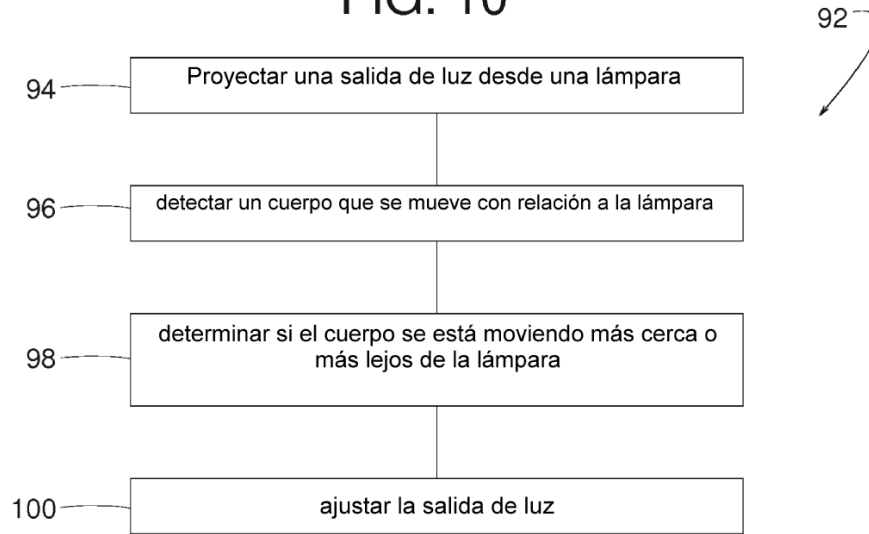 FIG. 10
92
94
Proyectar una salida de luz desde una lámpara
96
detectar un cuerpo que se mueve con relación a la lámpara
98
determinar si el cuerpo se está moviendo más cerca o
más lejos de la lámpara
100
ajustar la salida de luz